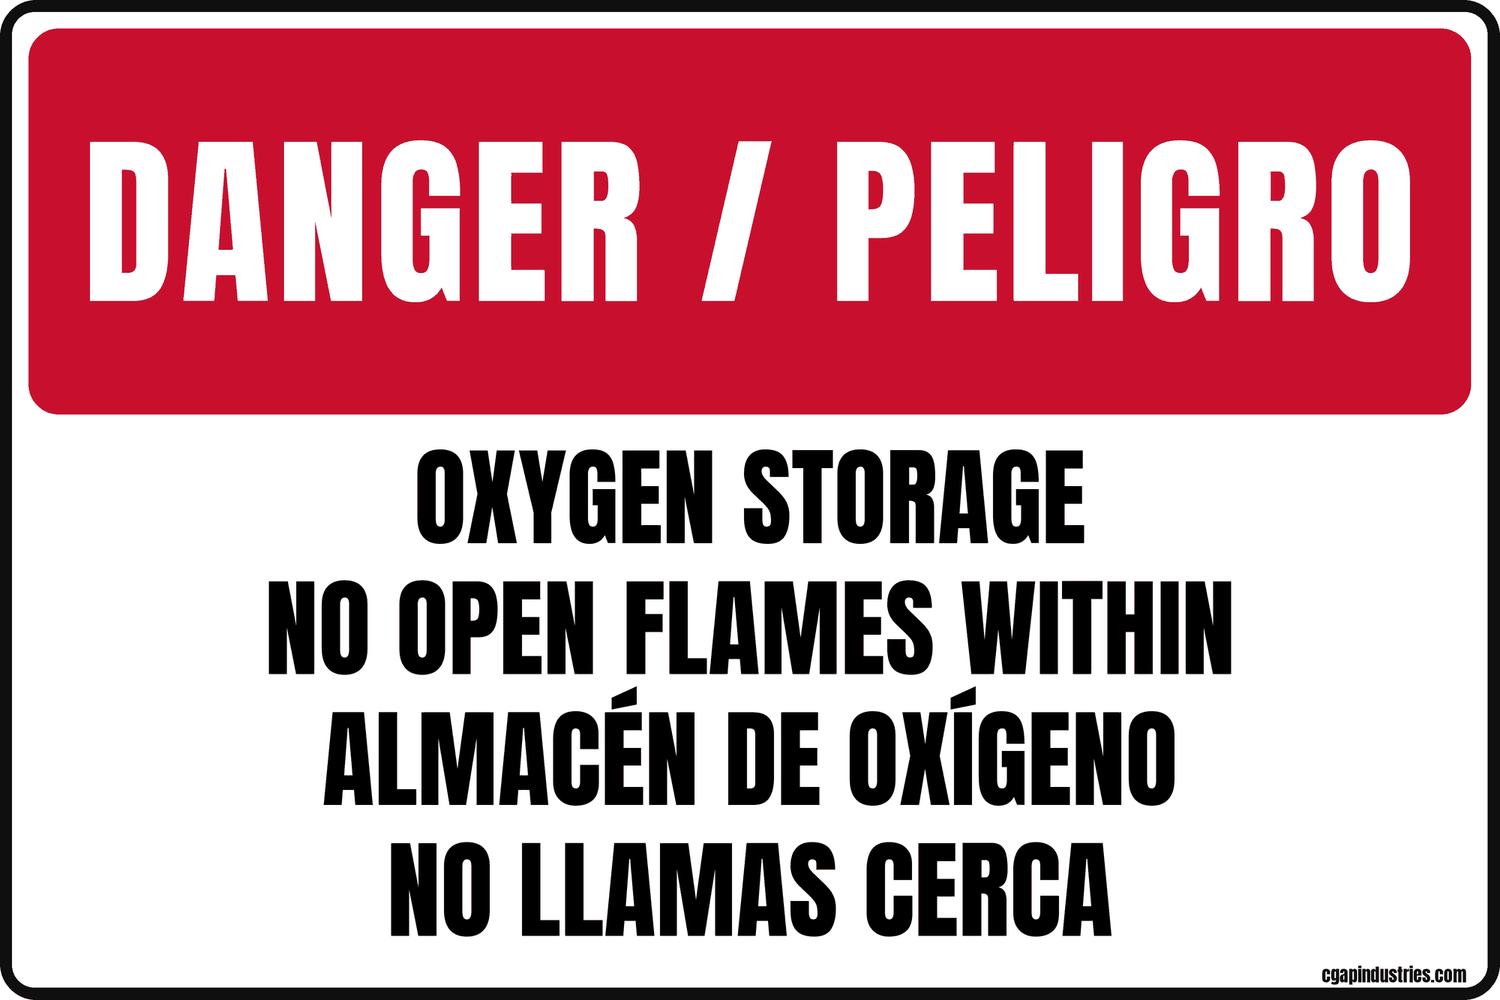 DANGER / PELIGRO
OXYGEN STORAGE
NO OPEN FLAMES WITHIN
ALMACÉN DE OXÍGENO
NO LLAMAS CERCA
cgapindustries.com